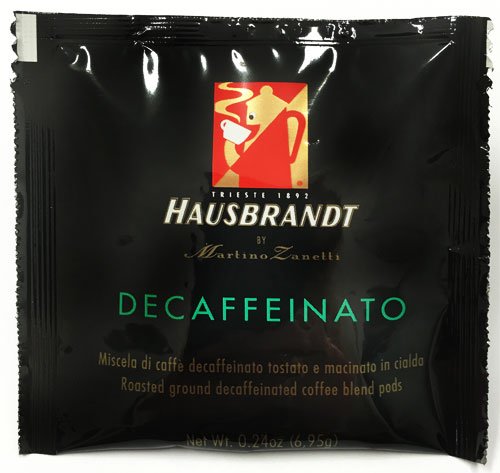 TRIESTE 1892
HAUSBRANDT
BY
Martino Zanetti
DECAFFEINATO
Miscela di caffè decaffeinato tostato e macinato in cialda
Roasted ground decaffeinated coffee blend pods
Net Wt. 0.24oz (6.95g)